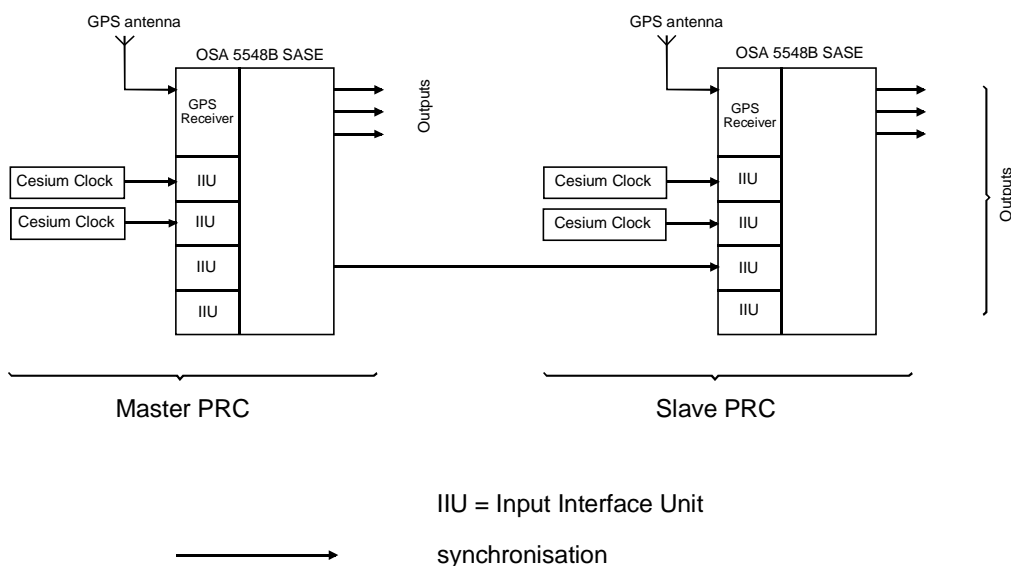 GPS antenna
OSA 5548B SASE
GPS
Receiver
Outputs
Cesium Clock
IIU
Cesium Clock
IIU
IIU
IIU
Master PRC
GPS antenna
OSA 5548B SASE
GPS
Receiver
Cesium Clock
IIU
Cesium Clock
IIU
IIU
IIU
Outputs
Slave PRC
IIU = Input Interface Unit
synchronisation